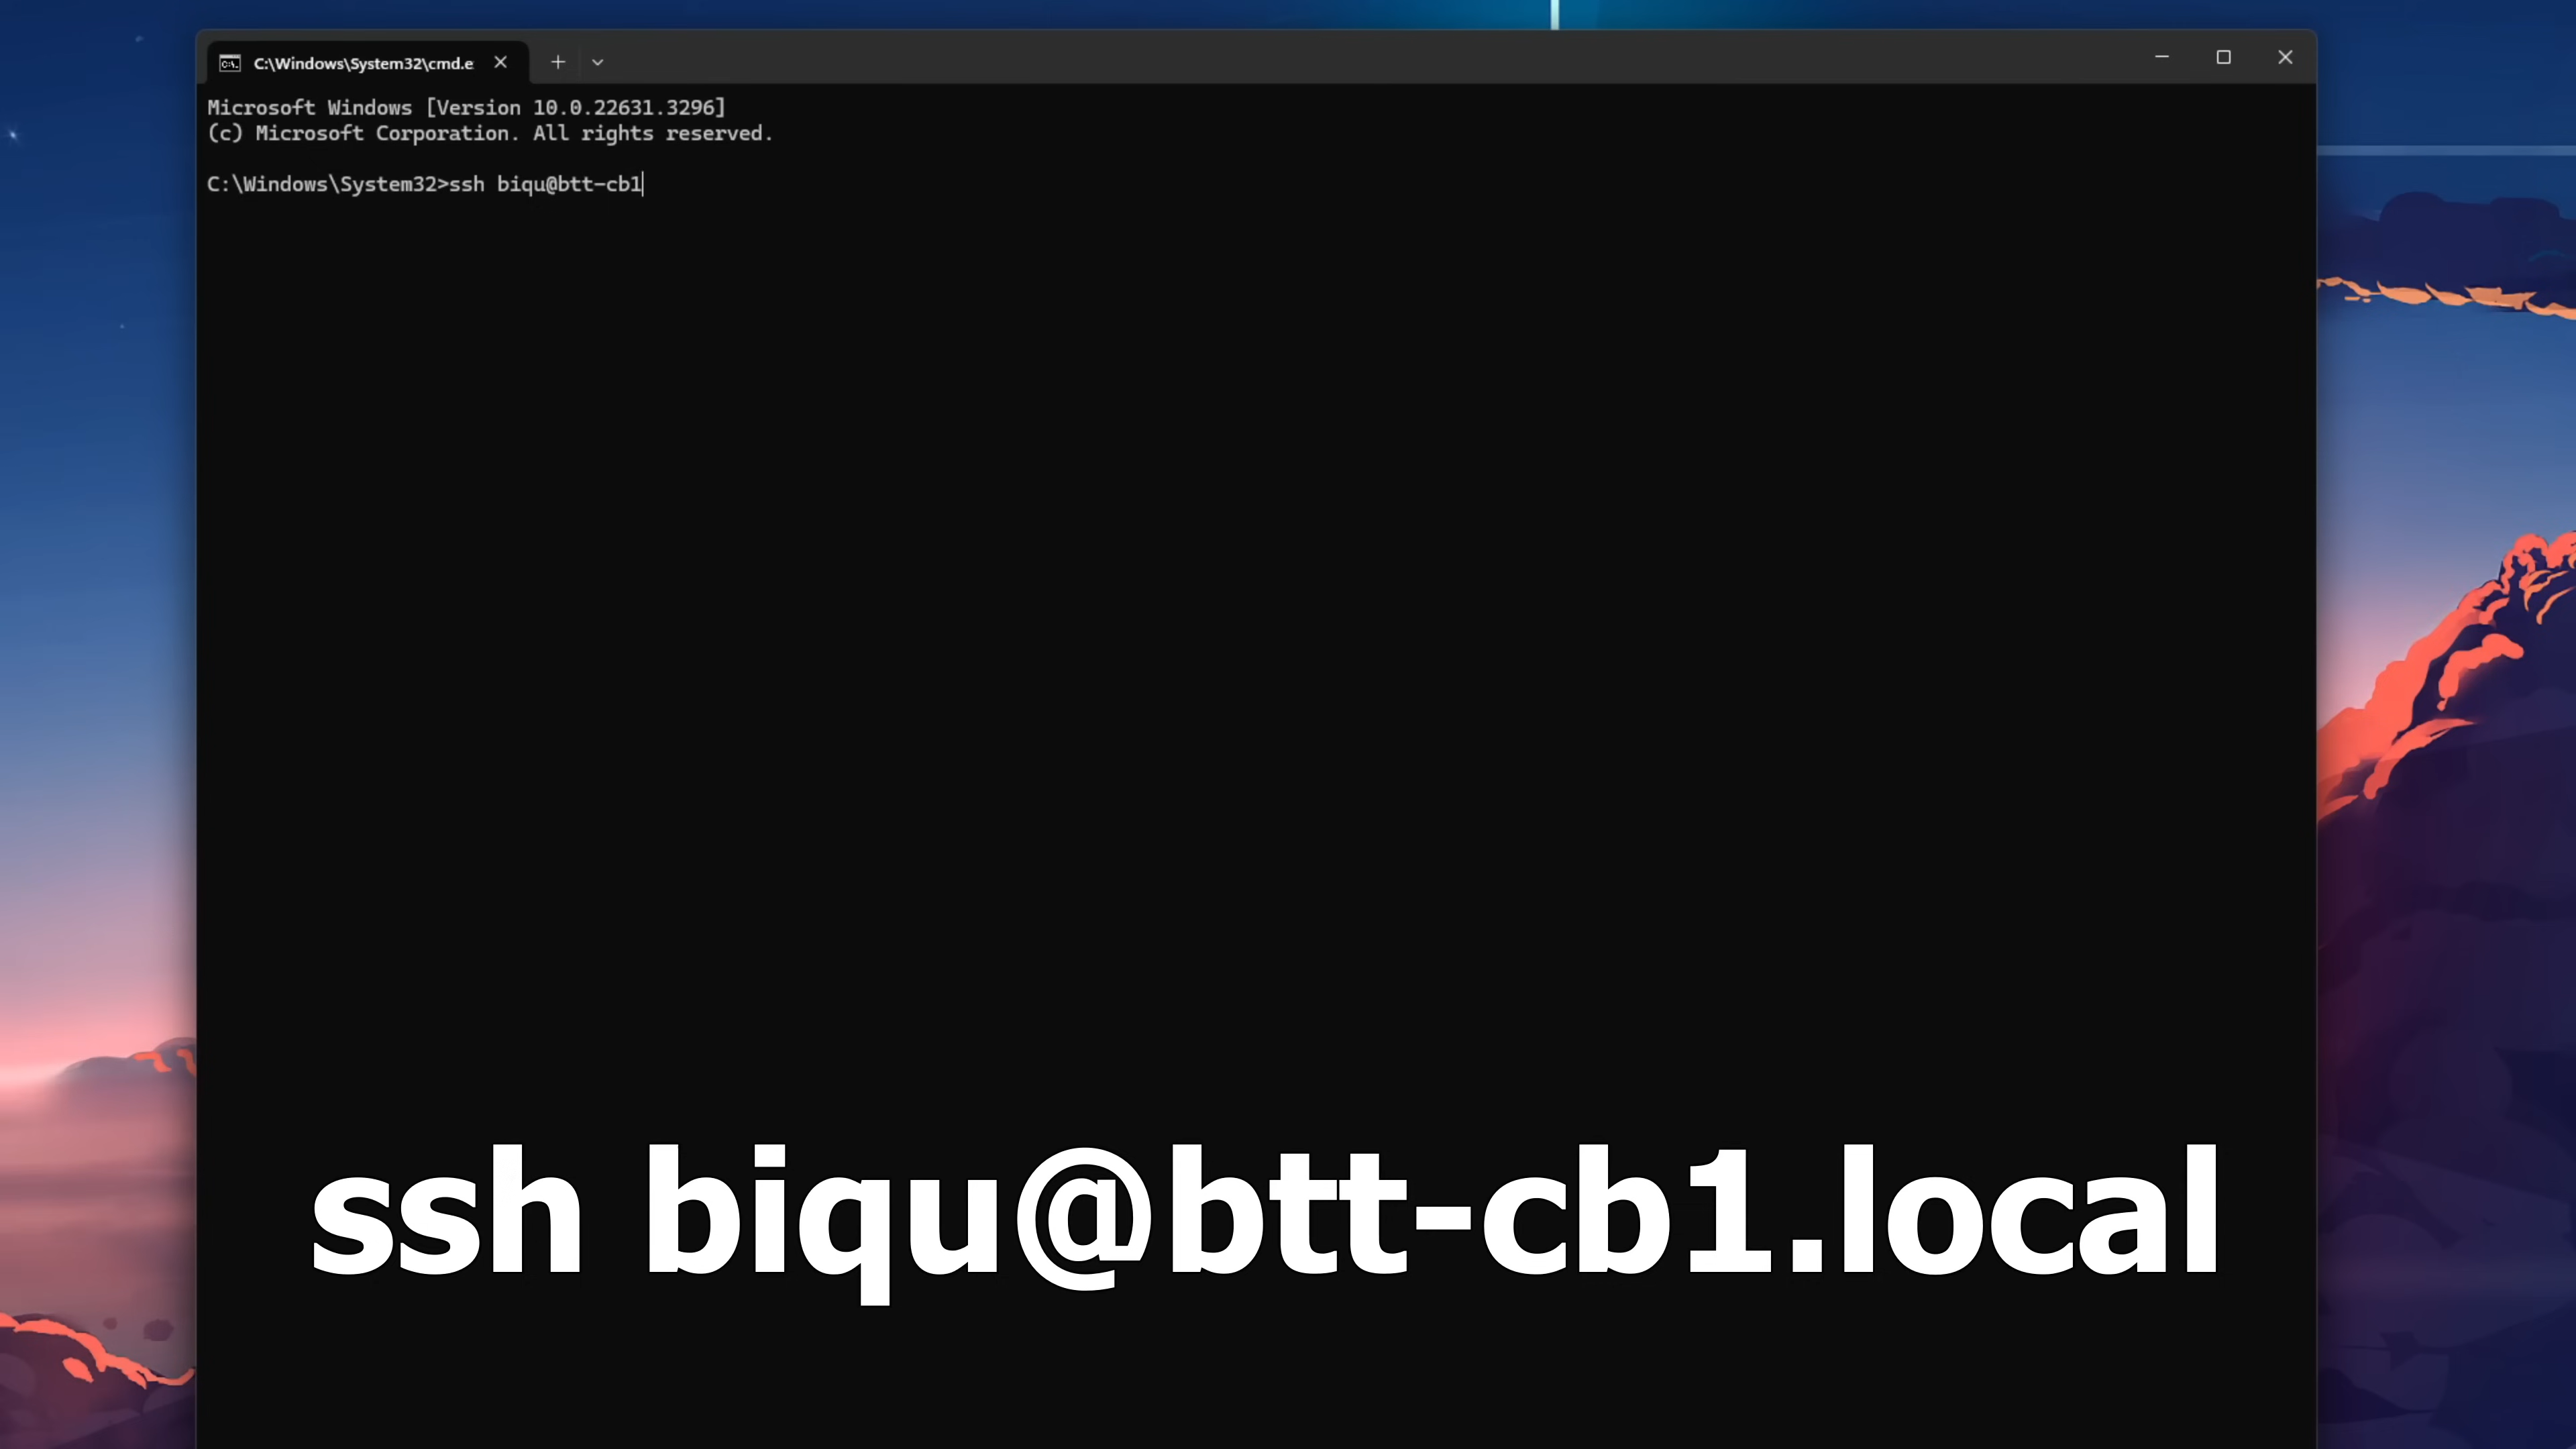 C:\Windows\System32\cmd.e
Microsoft Windows [Version 10.0.22631.3296]
(c) Microsoft Corporation. All rights reserved.
C:\Windows\System32>ssh biqu@btt-cb1
ssh biqu@btt-cb1.local